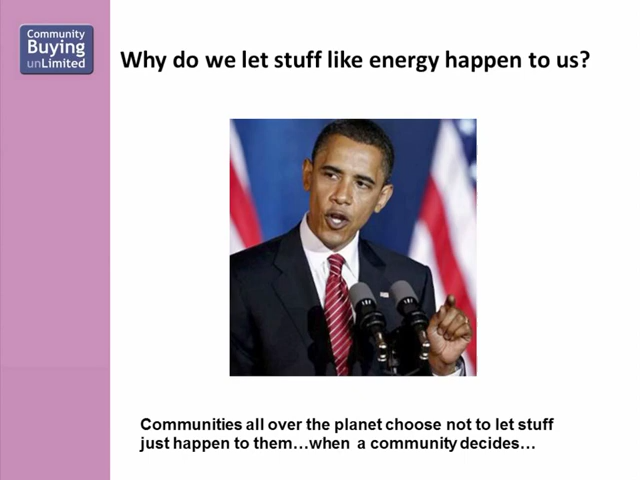 Community
Buying
unLimited
Why do we let stuff like energy happen to us?
Communities all over the planet choose not to let stuff
just happen to them…when a community decides…